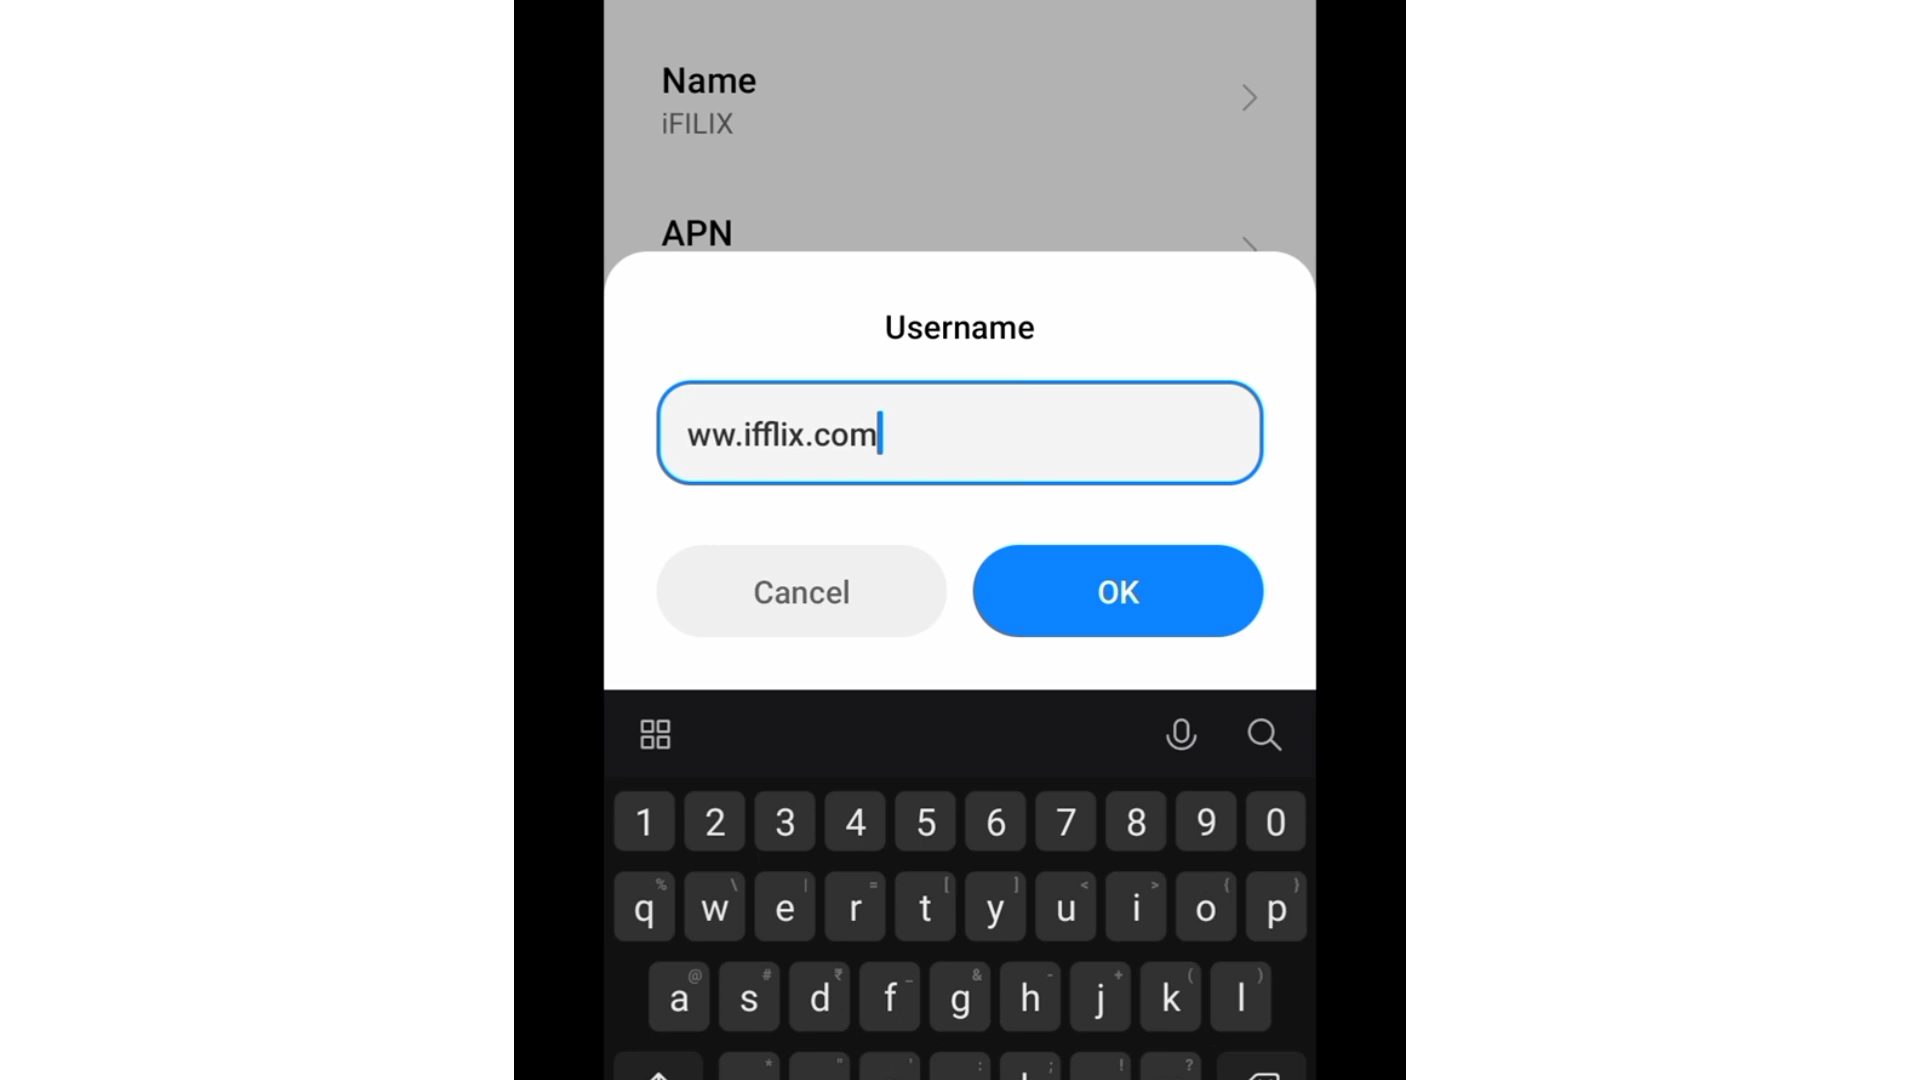 Name
iFILIX
APN
Username
ww.ifflix.com
Cancel
OK
1 2 3 4 5 6 7 8 9 0
% \ | = [ ] < > { }
q w e r t y u i o p
@ # ₹ _ & - + ( )
a s d f g h j k l
* " ' : ; ! ?